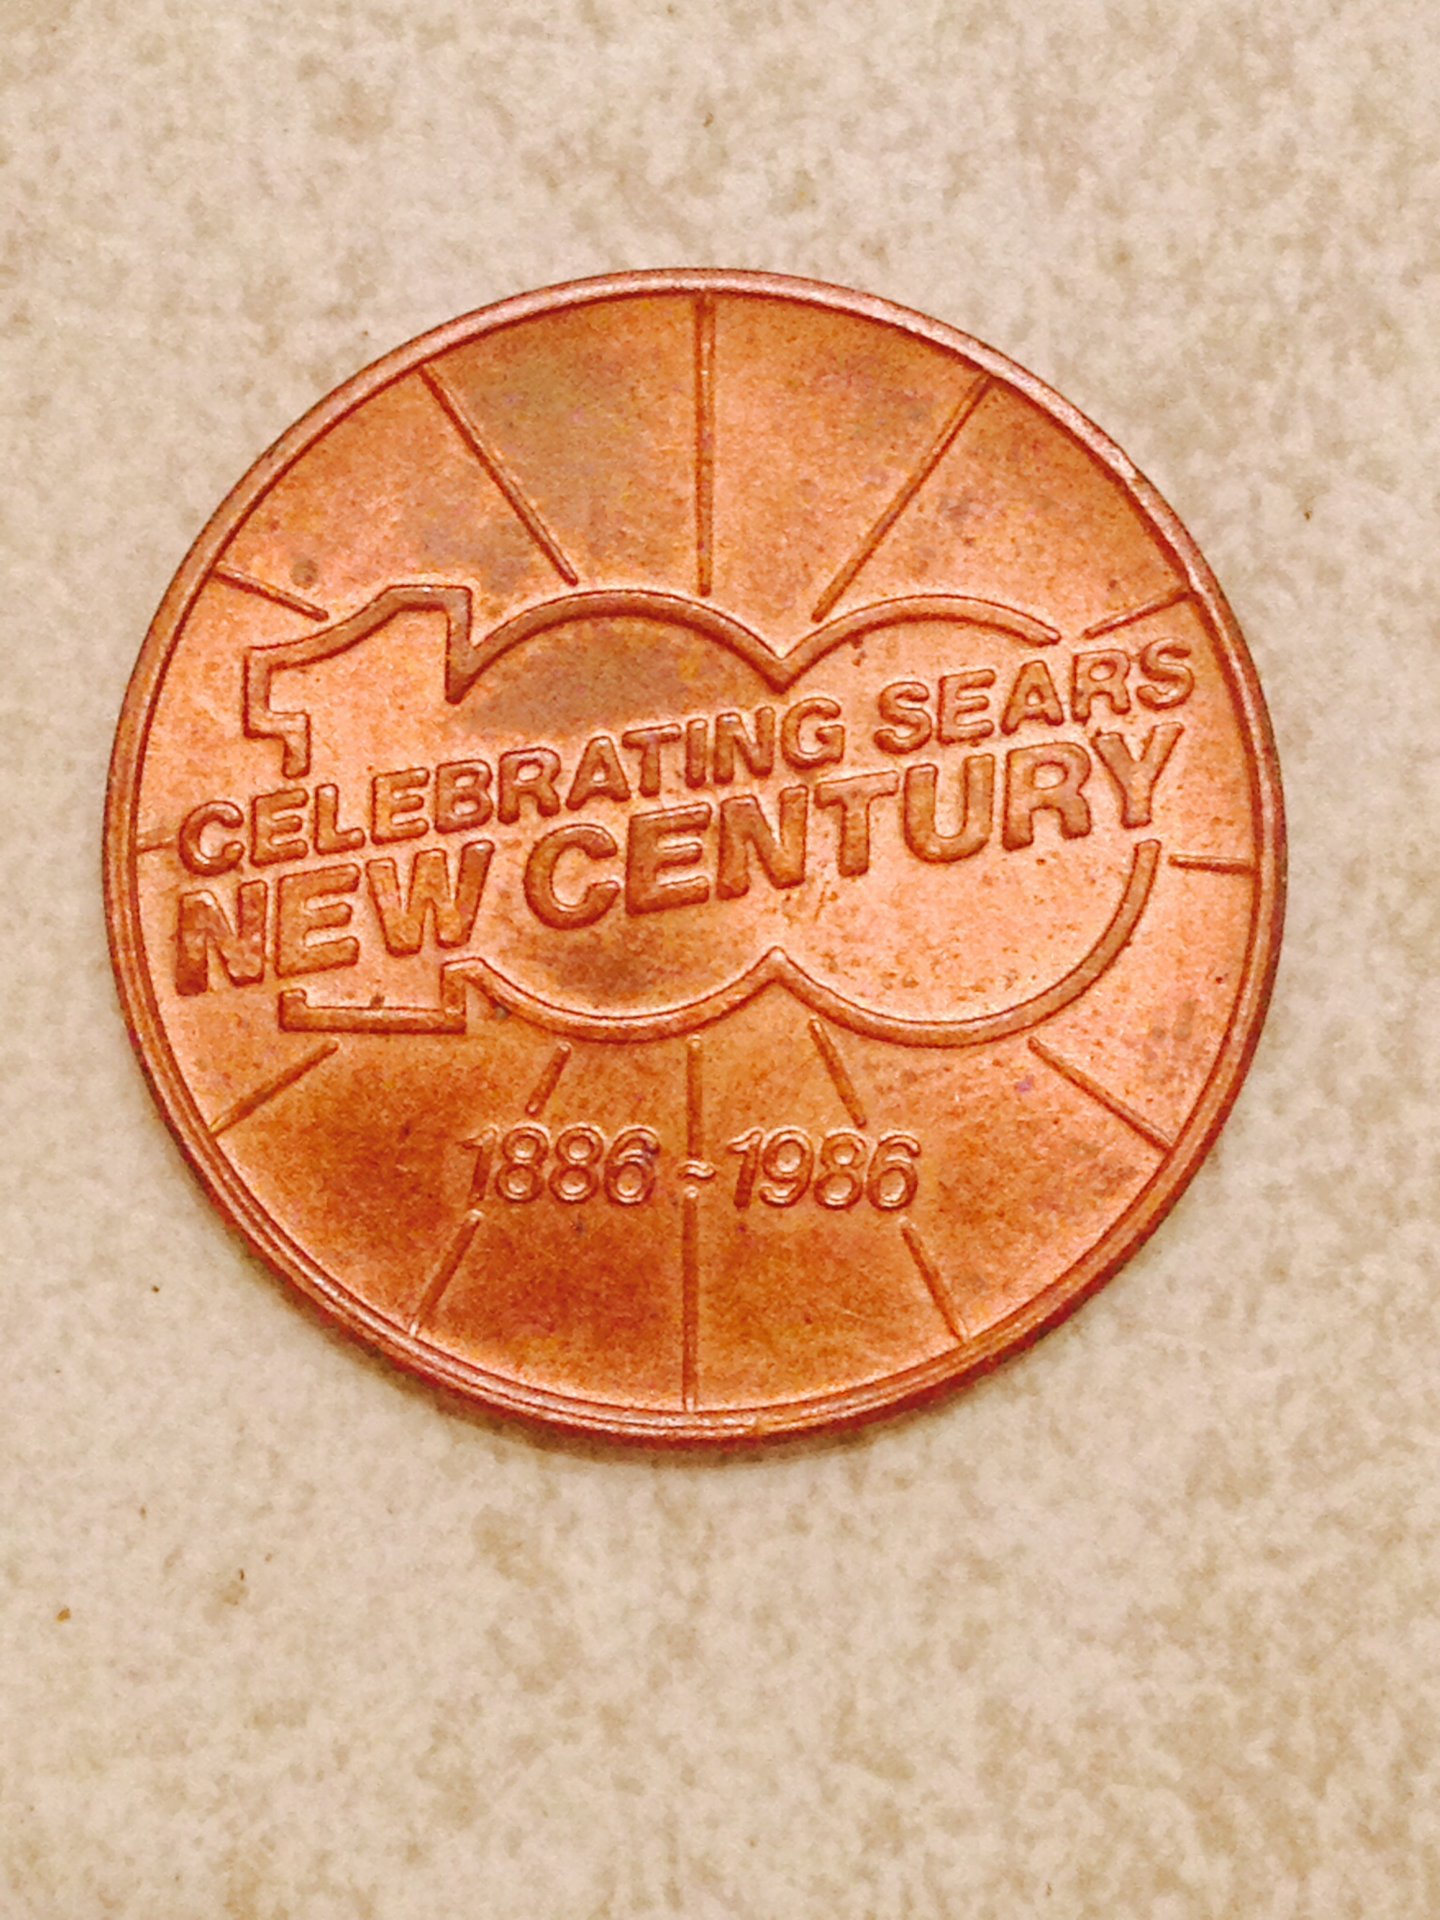 100
CELEBRATING SEARS
NEW CENTURY
1886~1986